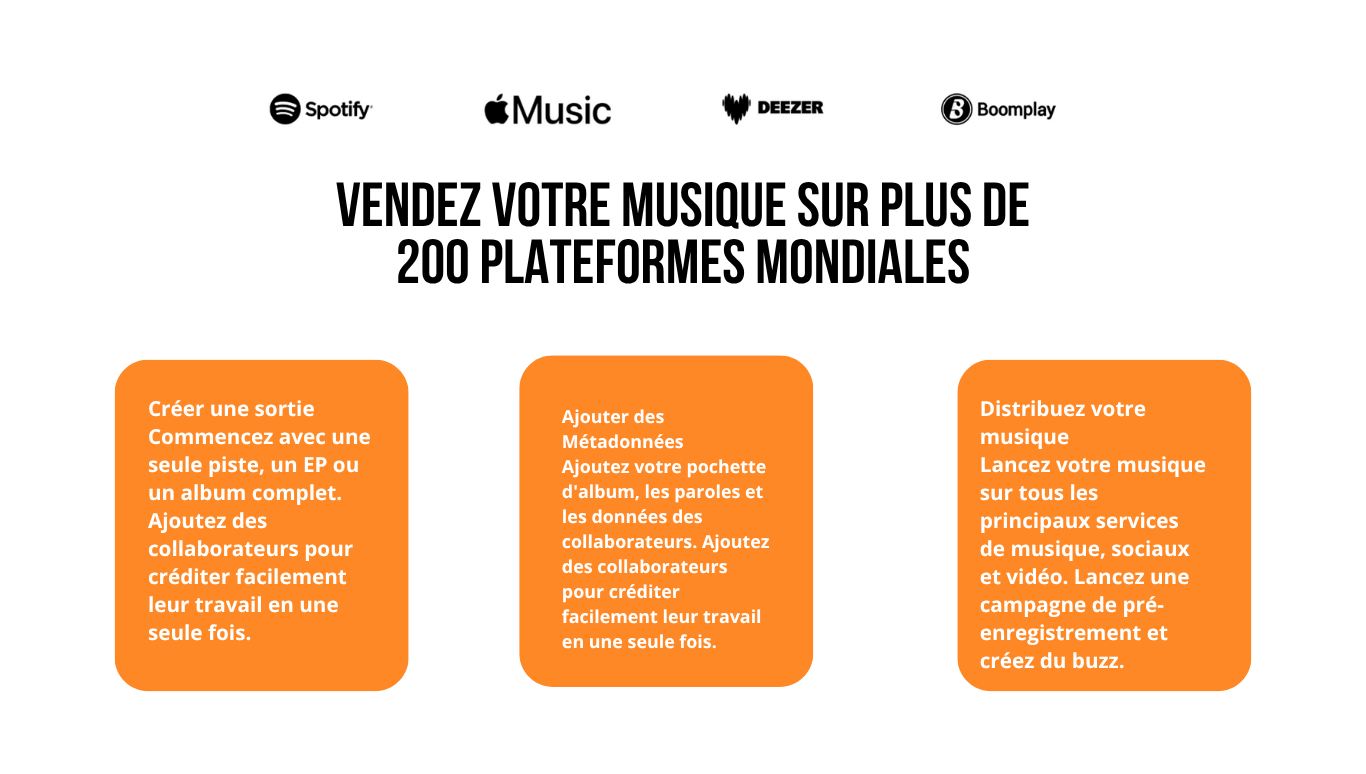 Spotify
Music
DEEZER
Boomplay
VENDEZ VOTRE MUSIQUE SUR PLUS DE
200 PLATEFORMES MONDIALES
Créer une sortie
Commencez avec une
seule piste, un EP ou
un album complet.
Ajoutez des
collaborateurs pour
créditer facilement
leur travail en une
seule fois.
Ajouter des
Métadonnées
Ajoutez votre pochette
d'album, les paroles et
les données des
collaborateurs. Ajoutez
des collaborateurs
pour créditer
facilement leur travail
en une seule fois.
Distribuez votre
musique
Lancez votre musique
sur tous les
principaux services
de musique, sociaux
et vidéo. Lancez une
campagne de pré-
enregistrement et
créez du buzz.